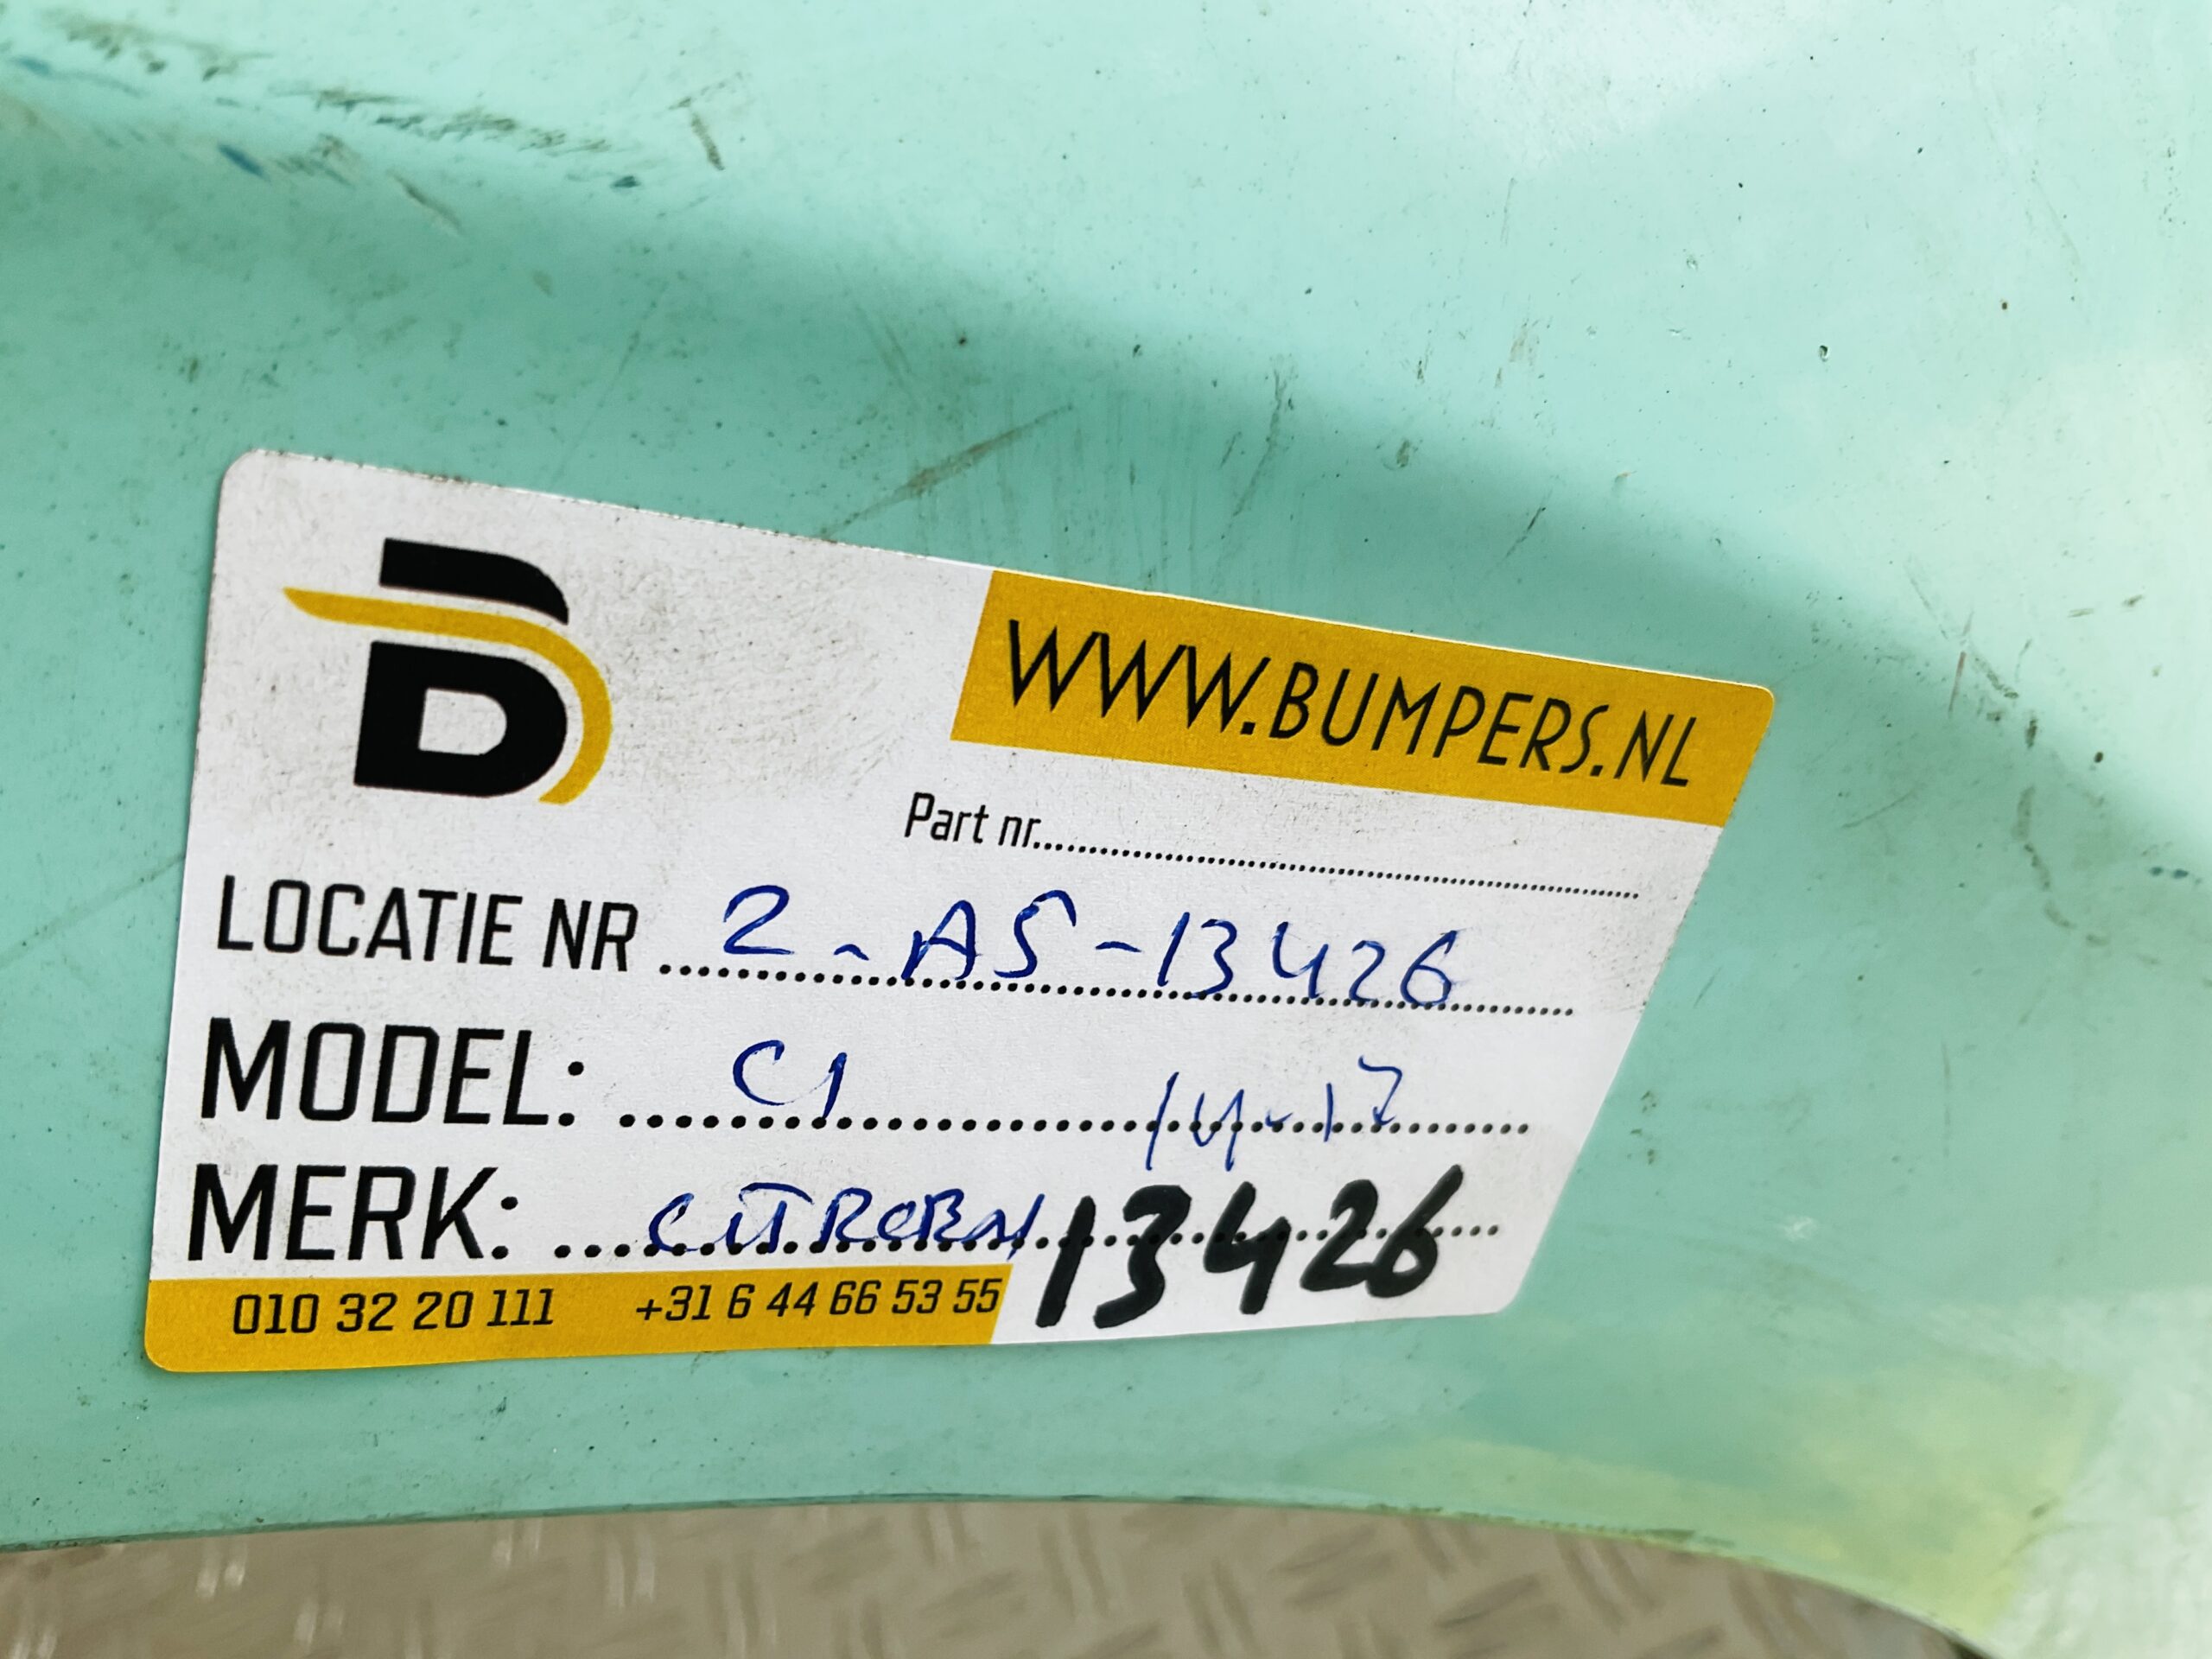 B
WWW.BUMPERS.NL
Part nr..............................
LOCATIE NR 2-A5-13426
MODEL: C1 14-17
MERK: CITROEN 13426
010 32 20 111 +31 6 44 66 53 55